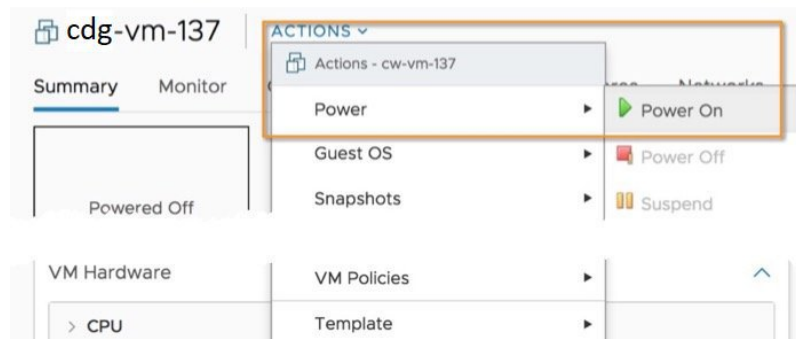 cdg-vm-137
ACTIONS
Actions - cw-vm-137
Summary Monitor Networks
Power Power On
Guest OS Power Off
Powered Off
Snapshots Suspend
VM Hardware
VM Policies
CPU
Template